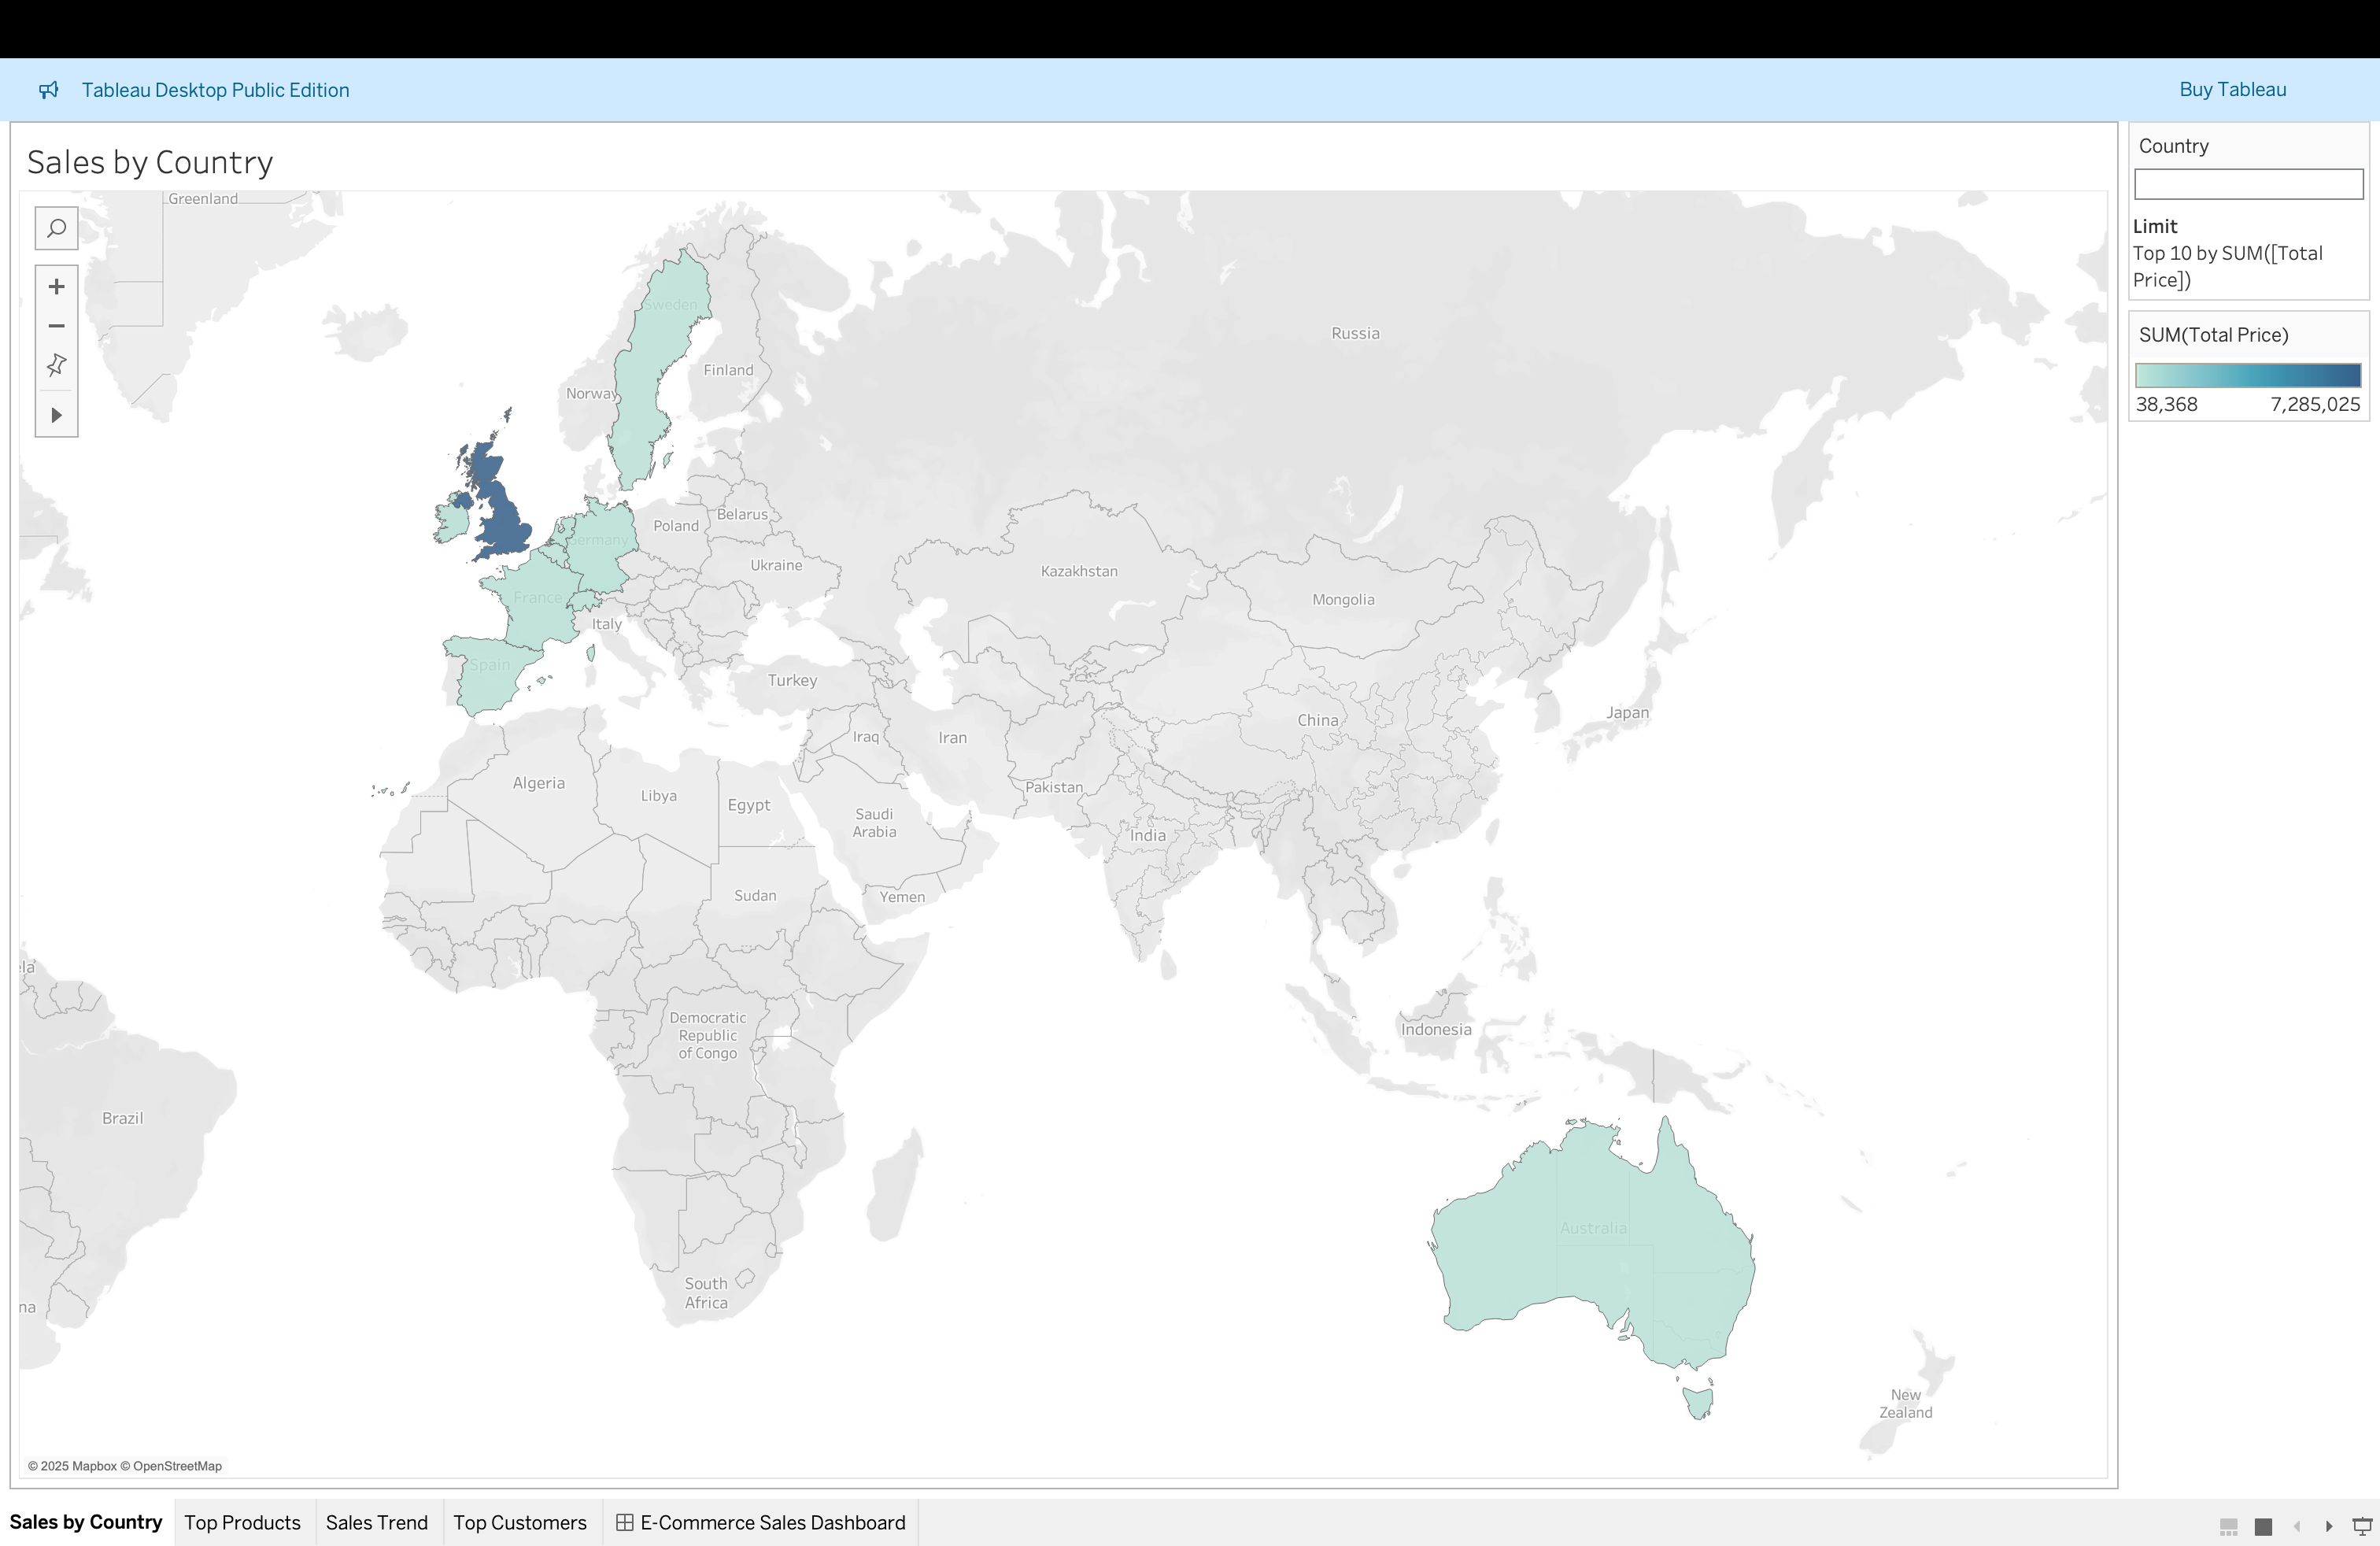 Tableau Desktop Public Edition
Buy Tableau
Sales by Country
Country
Limit
Top 10 by SUM([Total
Price])
SUM(Total Price)
38,368
7,285,025
Greenland
Sweden
Russia
Finland
Norway
Poland
Belarus
Germany
Ukraine
Kazakhstan
France
Mongolia
Italy
Spain
Turkey
Japan
China
Iraq
Iran
Algeria
Pakistan
Libya
Egypt
Saudi
Arabia
India
Sudan
Yemen
la
Democratic
Republic
of Congo
Indonesia
Brazil
Australia
South
Africa
na
New
Zealand
© 2025 Mapbox © OpenStreetMap
Sales by Country
Top Products
Sales Trend
Top Customers
E-Commerce Sales Dashboard